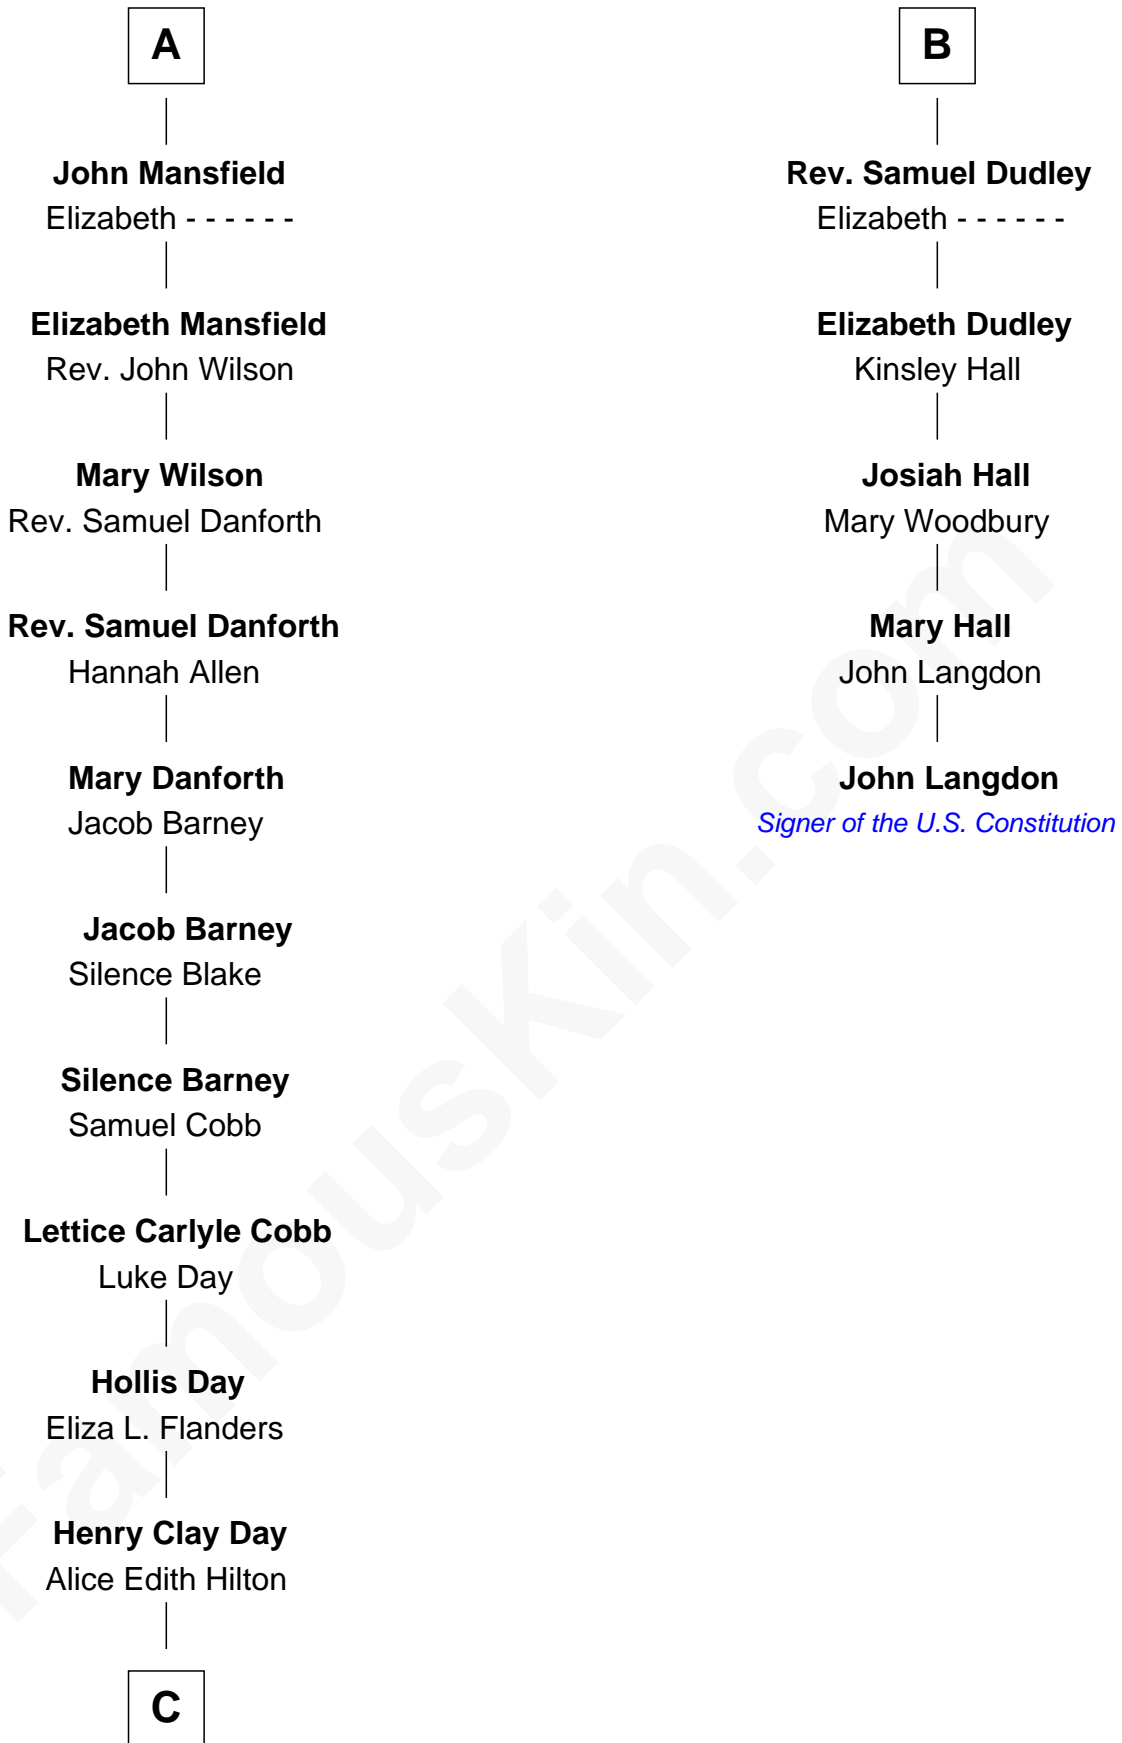 A
John Mansfield
Elizabeth - - - - - -
Elizabeth Mansfield
Rev. John Wilson
Mary Wilson
Rev. Samuel Danforth
Rev. Samuel Danforth
Hannah Allen
Mary Danforth
Jacob Barney
Jacob Barney
Silence Blake
Silence Barney
Samuel Cobb
Lettice Carlyle Cobb
Luke Day
Hollis Day
Eliza L. Flanders
Henry Clay Day
Alice Edith Hilton
C
B
Rev. Samuel Dudley
Elizabeth - - - - - -
Elizabeth Dudley
Kinsley Hall
Josiah Hall
Mary Woodbury
Mary Hall
John Langdon
John Langdon
Signer of the U.S. Constitution
FamousKin.com